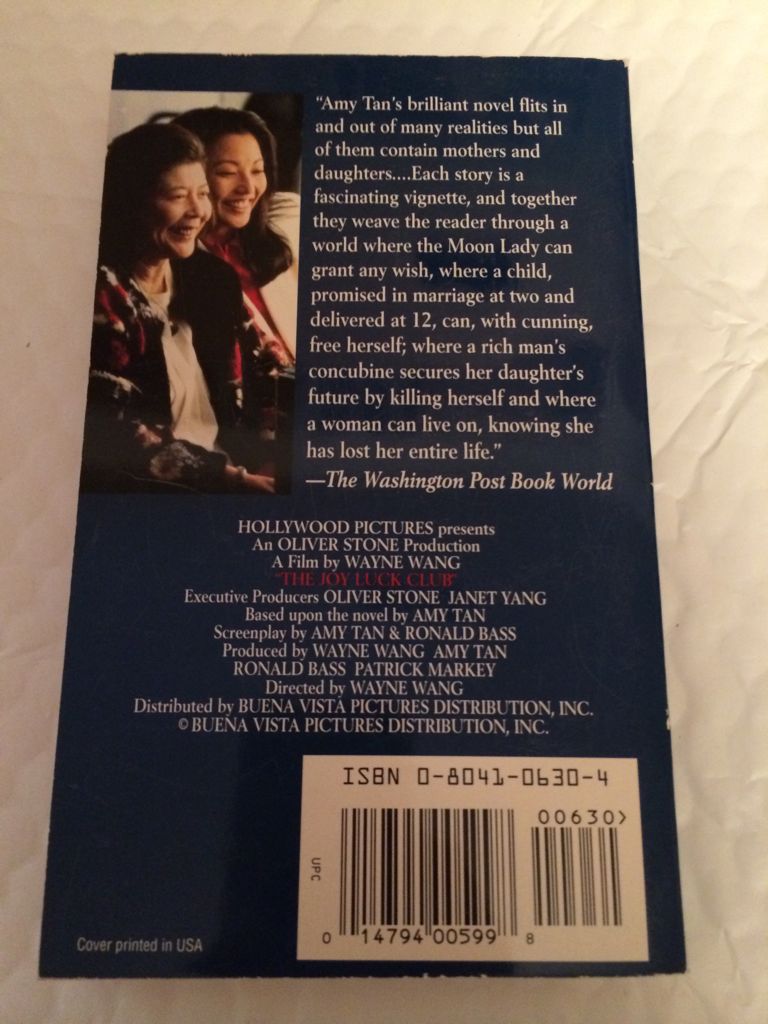 "Amy Tan's brilliant novel flits in
and out of many realities but all
of them contain mothers and
daughters....Each story is a
fascinating vignette, and together
they weave the reader through a
world where the Moon Lady can
grant any wish, where a child,
promised in marriage at two and
delivered at 12, can, with cunning,
free herself; where a rich man's
concubine secures her daughter's
future by killing herself and where
a woman can live on, knowing she
has lost her entire life."
—The Washington Post Book World
HOLLYWOOD PICTURES presents
An OLIVER STONE Production
A Film by WAYNE WANG
"THE JOY LUCK CLUB"
Executive Producers OLIVER STONE JANET YANG
Based upon the novel by AMY TAN
Screenplay by AMY TAN & RONALD BASS
Produced by WAYNE WANG AMY TAN
RONALD BASS PATRICK MARKEY
Directed by WAYNE WANG
Distributed by BUENA VISTA PICTURES DISTRIBUTION, INC.
© BUENA VISTA PICTURES DISTRIBUTION, INC.
ISBN 0-8041-0630-4
00630>
UPC
0 14794 00599 8
Cover printed in USA